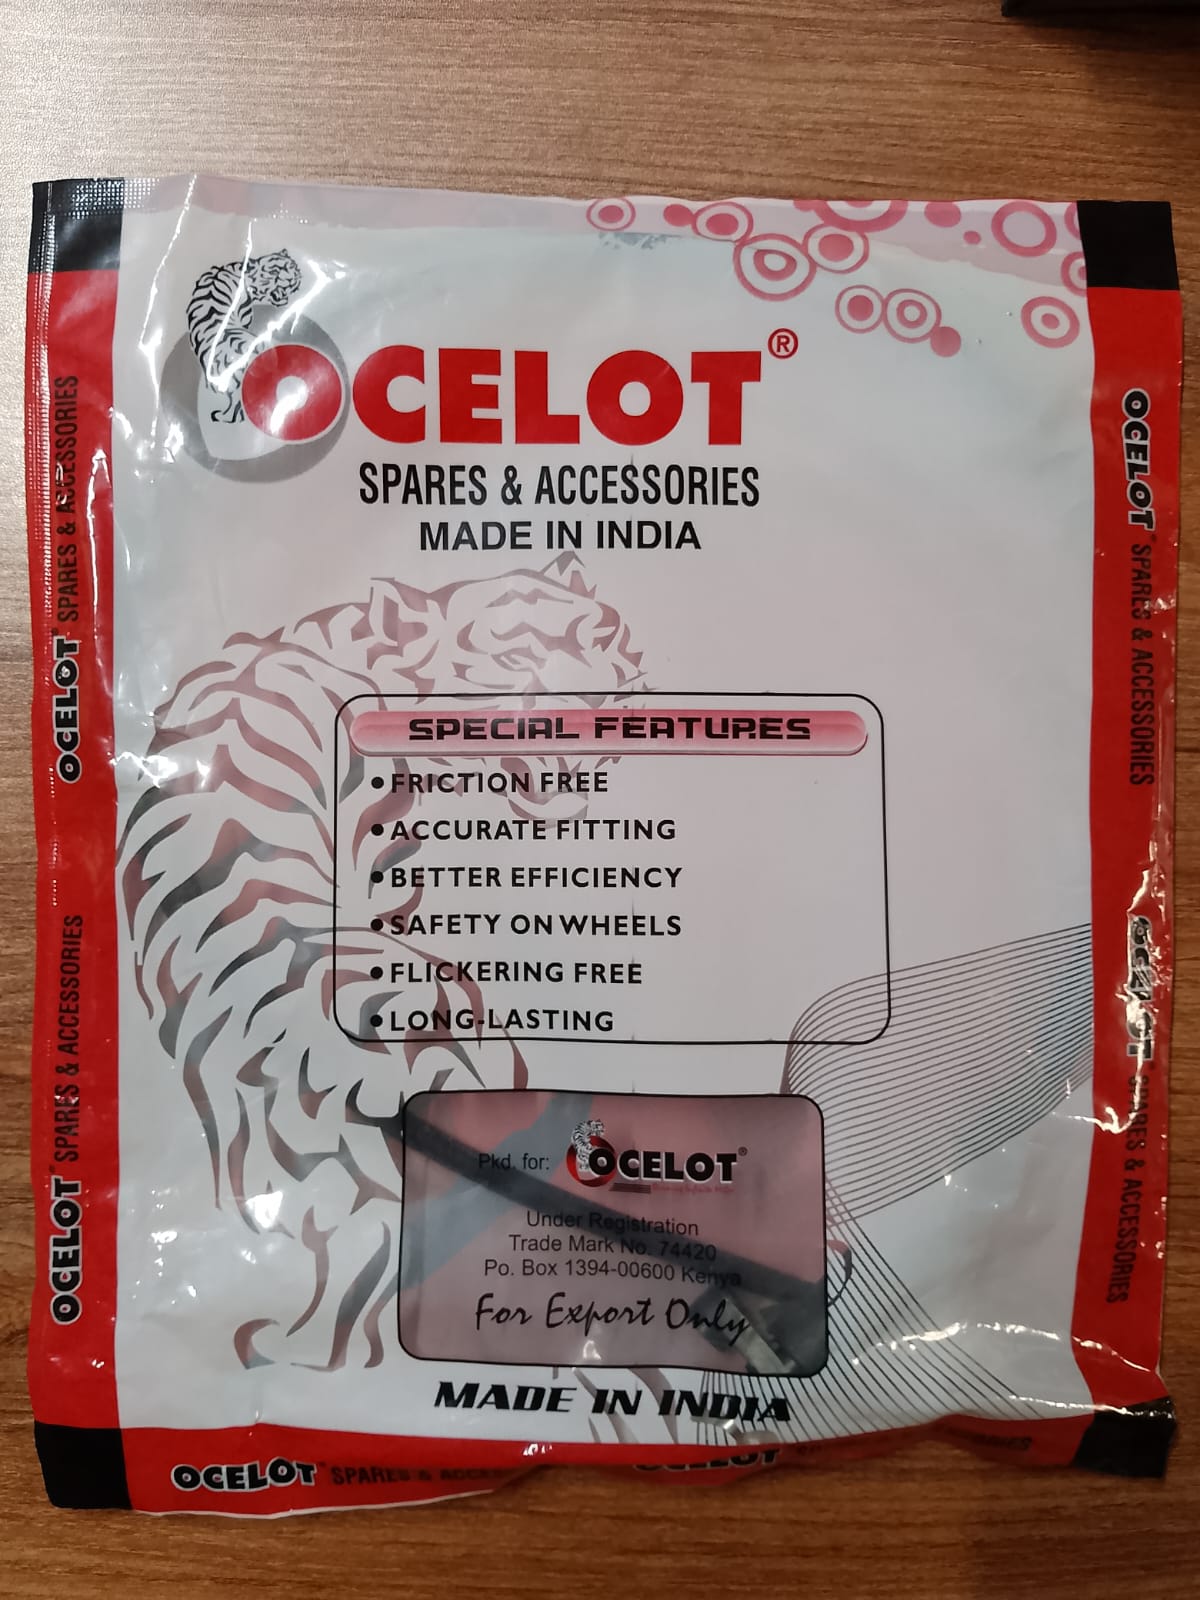 OCELOT®
SPARES & ACCESSORIES
MADE IN INDIA
SPECIAL FEATURES
•FRICTION FREE
•ACCURATE FITTING
•BETTER EFFICIENCY
•SAFETY ON WHEELS
•FLICKERING FREE
•LONG-LASTING
Pkd. for: OCELOT®
Under Registration
Trade Mark No. 74420
Po. Box 1394-00600 Kenya
For Export Only
MADE IN INDIA
OCELOT® SPARES & ACCESSORIES
OCELOT® SPARES & ACCESSORIES
OCELOT® SPARES & ACCESSORIES
OCELOT® SPARES & ACCESSORIES
OCELOT® SPARES &
OCELOT